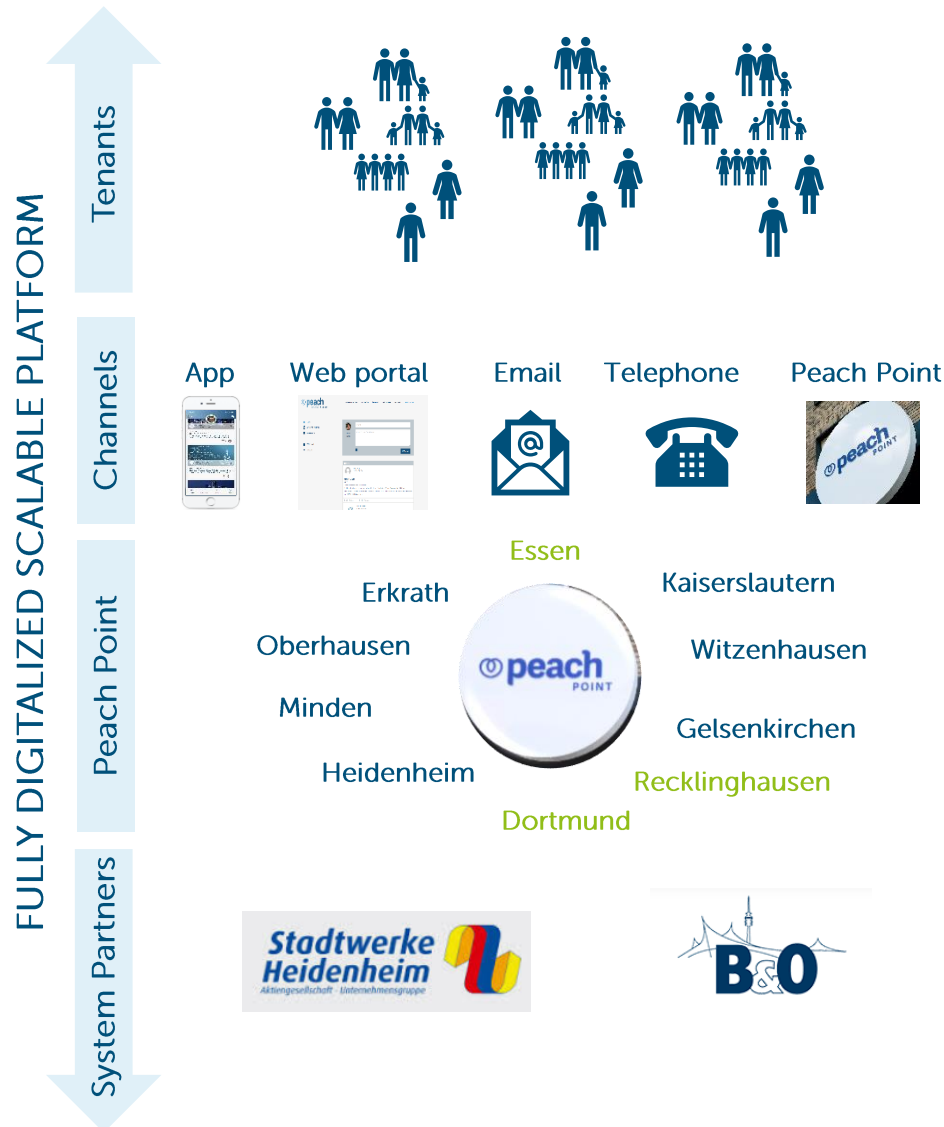 FULLY DIGITALIZED SCALABLE PLATFORM
Tenants
Channels
App
Web portal
Email
Telephone
Peach Point
peach
@
peach
POINT
Peach Point
Essen
Erkrath
Kaiserslautern
Oberhausen
Witzenhausen
peach
POINT
Minden
Gelsenkirchen
Heidenheim
Recklinghausen
Dortmund
System Partners
Stadtwerke
Heidenheim
Aktiengesellschaft · Unternehmensgruppe
B&O